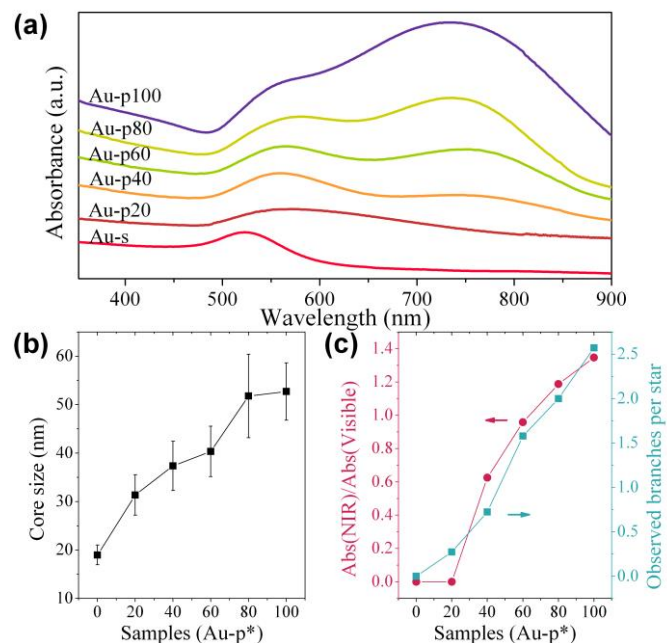 (a)
Absorbance (a.u.)
Au-p100
Au-p80
Au-p60
Au-p40
Au-p20
Au-s
400 500 600 700 800 900
Wavelength (nm)
(b)
Core size (nm)
60
50
40
30
20
10
0 20 40 60 80 100
Samples (Au-p*)
(c)
Abs(NIR)/Abs(Visible)
1.4
1.2
1.0
0.8
0.6
0.4
0.2
0.0
2.5
2.0
1.5
1.0
0.5
0.0
Observed branches per star
0 20 40 60 80 100
Samples (Au-p*)